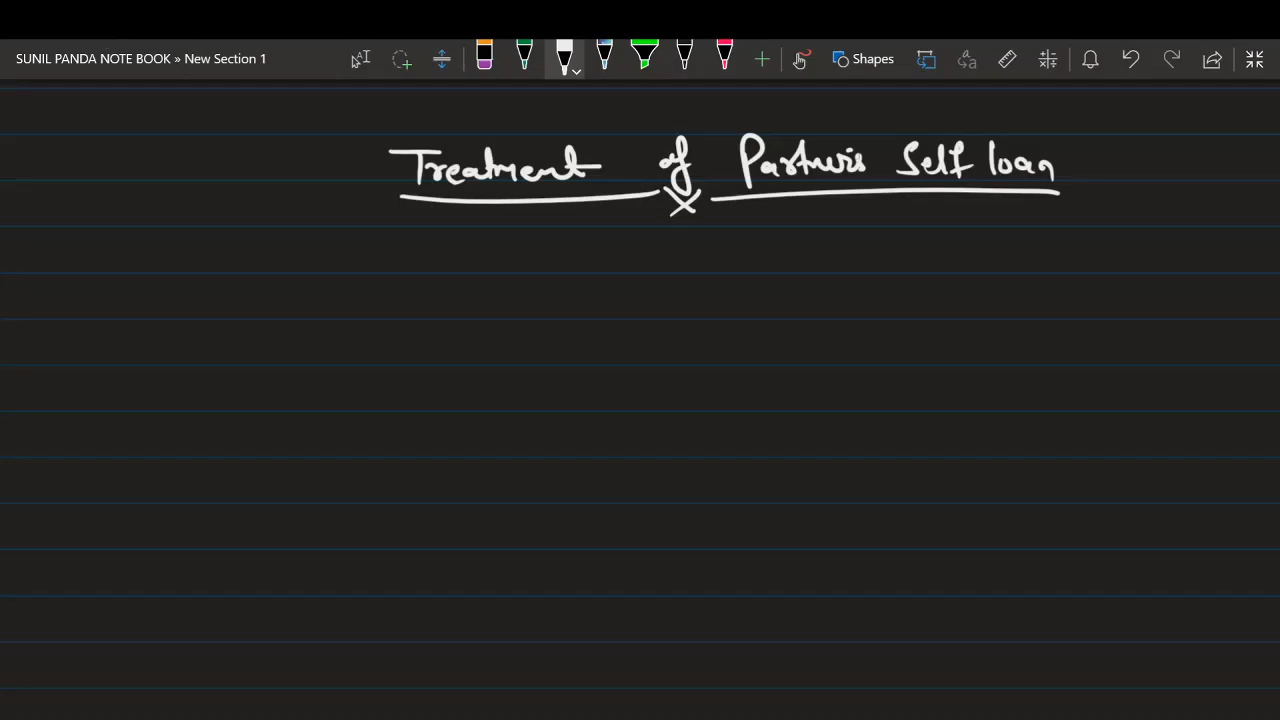 SUNIL PANDA NOTE BOOK » New Section 1 Shapes
Treatment of Partner's Self loan